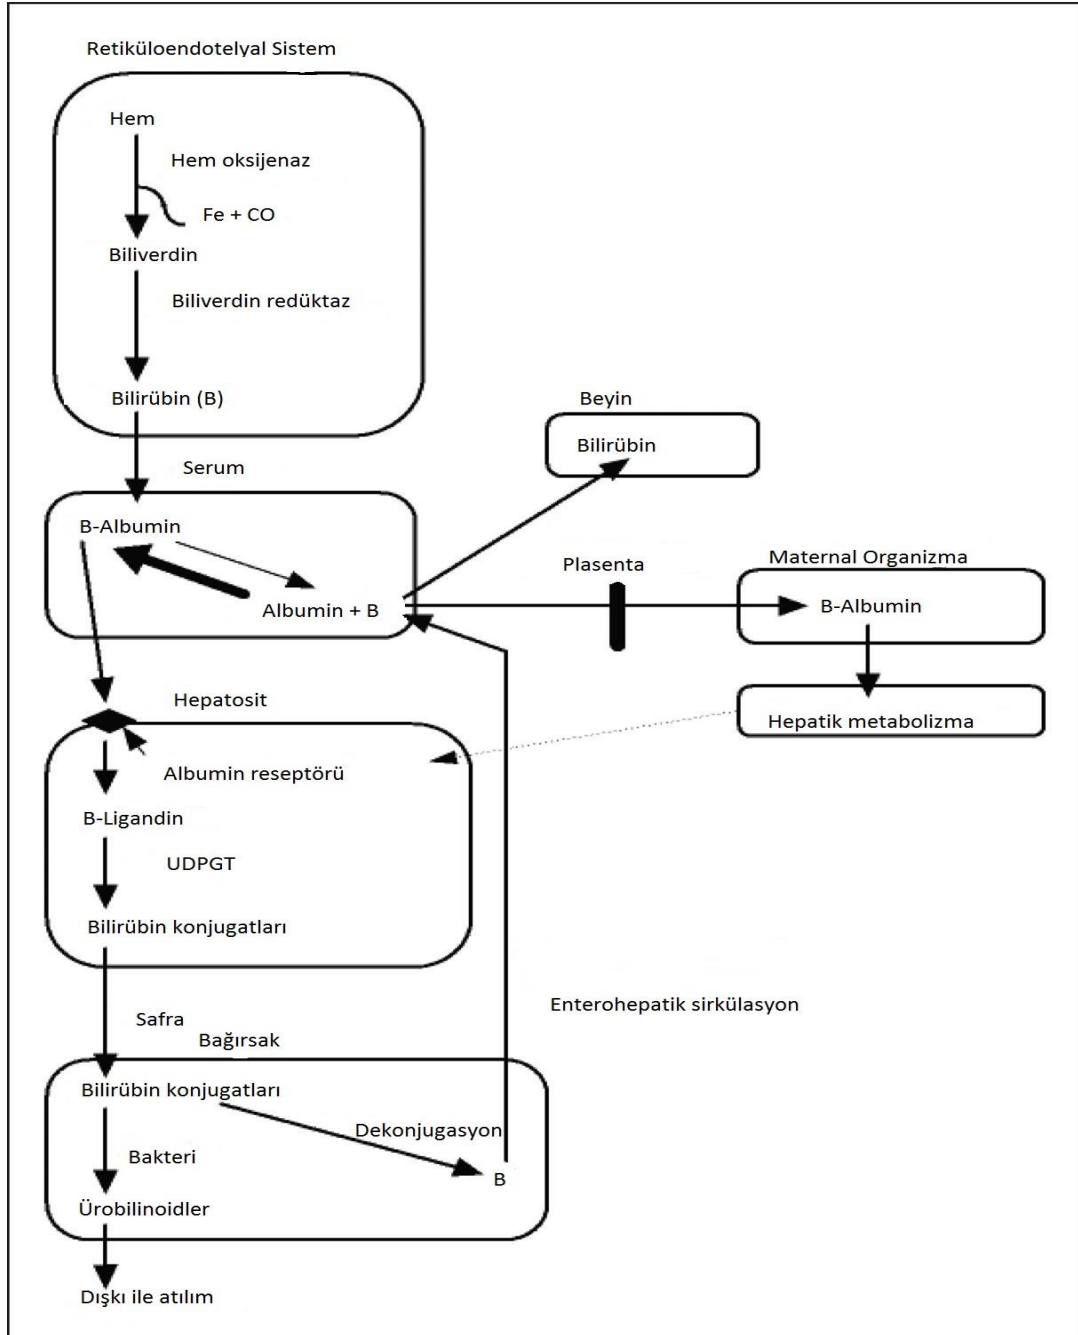 Retiküloendotelyal Sistem
Hem
Hem oksijenaz
Fe + CO
Biliverdin
Biliverdin redüktaz
Bilirübin (B)
Serum
B-Albumin
Albumin + B
Beyin
Bilirübin
Plasenta
Maternal Organizma
B-Albumin
Hepatik metabolizma
Hepatosit
Albumin reseptörü
B-Ligandin
UDPGT
Bilirübin konjugatları
Enterohepatik sirkülasyon
Safra
Bağırsak
Bilirübin konjugatları
Dekonjugasyon
Bakteri
B
Ürobilinoidler
Dışkı ile atılım